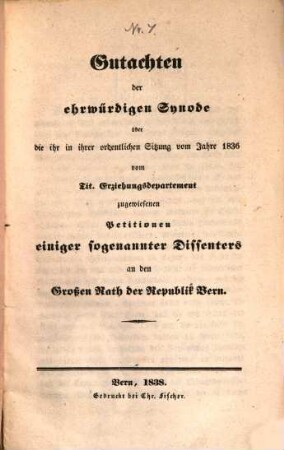 Nr. 7.
Gutachten
der
ehrwürdigen Synode
über
die ihr in ihrer ordentlichen Sitzung vom Jahre 1836
vom
Tit. Erziehungsdepartement
zugewiesenen
Petitionen
einiger sogenannter Dissenters
an den
Großen Rath der Republik Bern.
Bern, 1838.
Gedruckt bei Chr. Fischer.